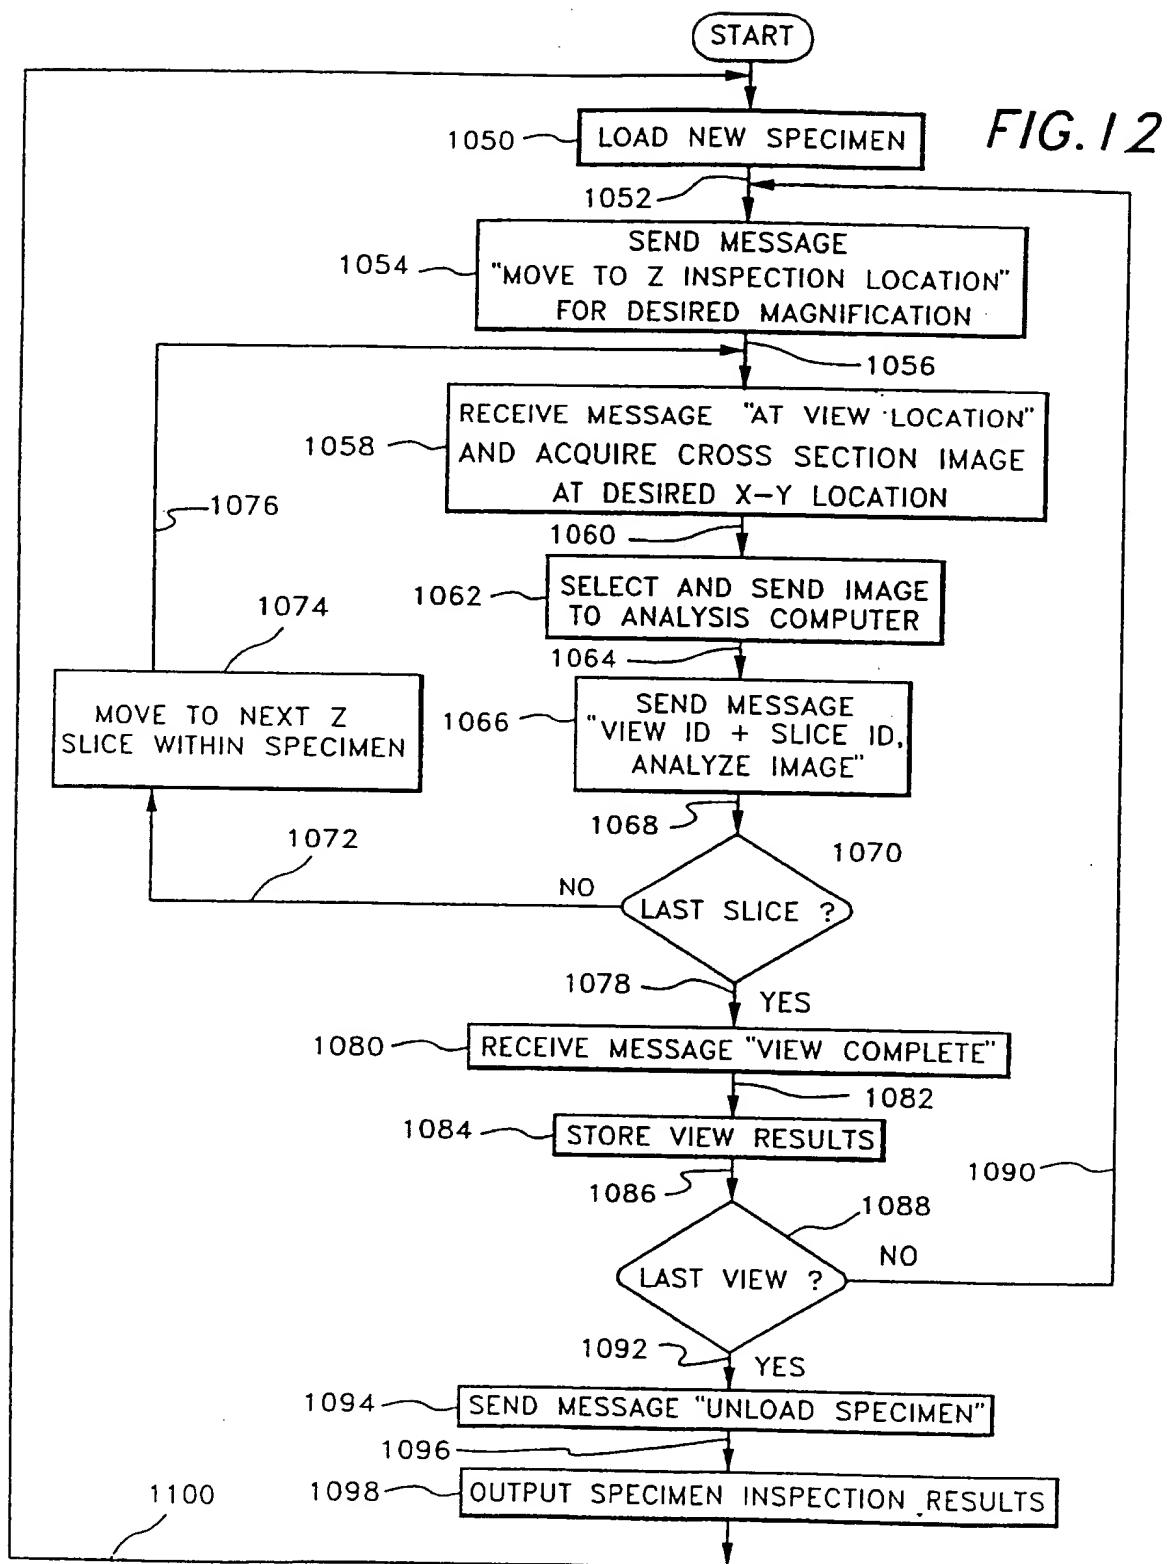 START
FIG. 12
1050
LOAD NEW SPECIMEN
1052
1054
SEND MESSAGE
"MOVE TO Z INSPECTION LOCATION"
FOR DESIRED MAGNIFICATION
1056
1058
RECEIVE MESSAGE "AT VIEW LOCATION"
AND ACQUIRE CROSS SECTION IMAGE
AT DESIRED X-Y LOCATION
1076
1060
1062
SELECT AND SEND IMAGE
TO ANALYSIS COMPUTER
1074
1064
MOVE TO NEXT Z
SLICE WITHIN SPECIMEN
1066
SEND MESSAGE
"VIEW ID + SLICE ID,
ANALYZE IMAGE"
1068
1072
1070
NO
LAST SLICE ?
1078
YES
1080
RECEIVE MESSAGE "VIEW COMPLETE"
1082
1084
STORE VIEW RESULTS
1086
1090
1088
LAST VIEW ?
NO
1092
YES
1094
SEND MESSAGE "UNLOAD SPECIMEN"
1096
1098
OUTPUT SPECIMEN INSPECTION RESULTS
1100